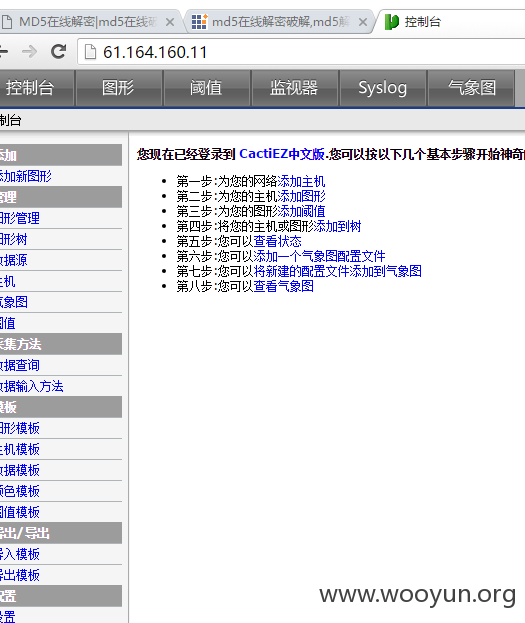 MD5在线解密|md5在线破
md5在线解密破解,md5解
控制台
61.164.160.11
控制台 图形 阈值 监视器 Syslog 气象图
制台
添加
添加新图形
管理
图形管理
图形树
数据源
主机
气象图
阈值
采集方法
数据查询
数据输入方法
模板
图形模板
主机模板
数据模板
颜色模板
阈值模板
导出/导出
导入模板
导出模板
配置
设置
您现在已经登录到 CactiEZ中文版.您可以按以下几个基本步骤开始神奇
第一步:为您的网络添加主机
第二步:为您的主机添加图形
第三步:为您的图形添加阈值
第四步:将您的主机或图形添加到树
第五步:您可以查看状态
第六步:您可以添加一个气象图配置文件
第七步:您可以将新建的配置文件添加到气象图
第八步:您可以查看气象图
www.wooyun.org